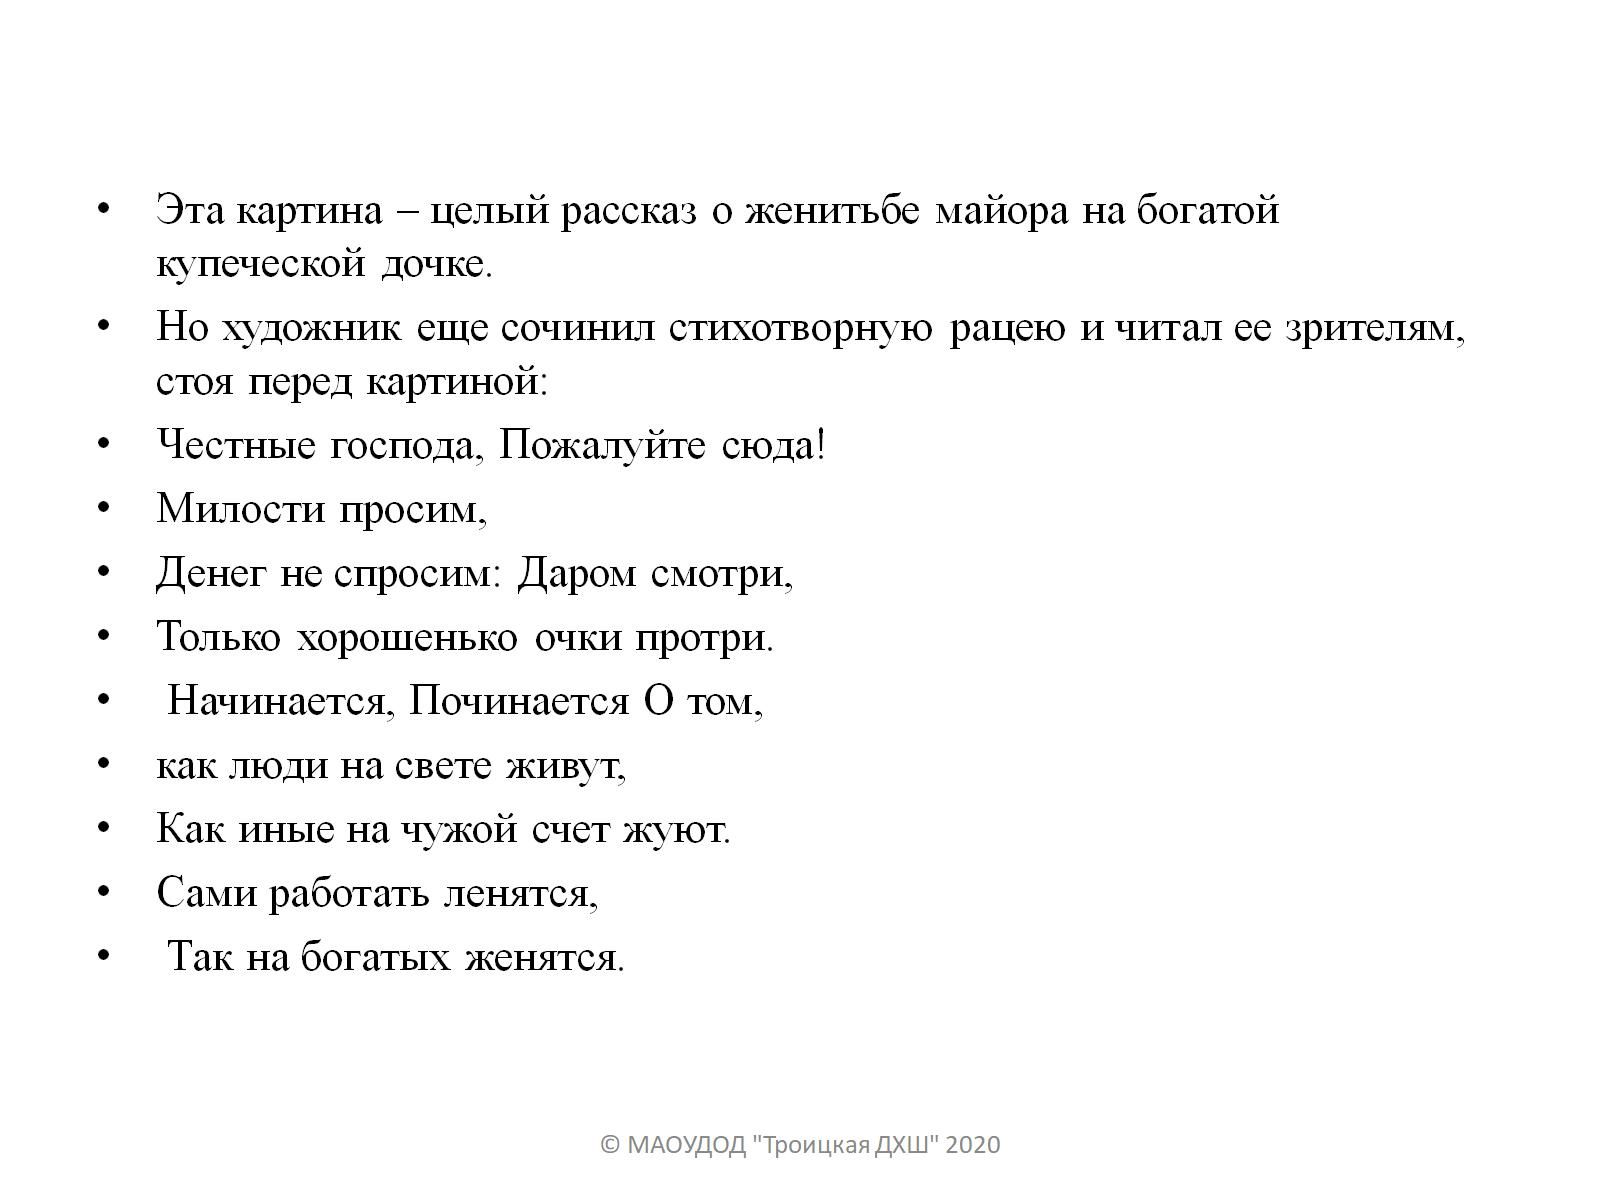 • Эта картина – целый рассказ о женитьбе майора на богатой
купеческой дочке.
• Но художник еще сочинил стихотворную рацею и читал ее зрителям,
стоя перед картиной:
• Честные господа, Пожалуйте сюда!
• Милости просим,
• Денег не спросим: Даром смотри,
• Только хорошенько очки протри.
• Начинается, Починается О том,
• как люди на свете живут,
• Как иные на чужой счет жуют.
• Сами работать ленятся,
• Так на богатых женятся.
© МАОУДОД "Троицкая ДХШ" 2020